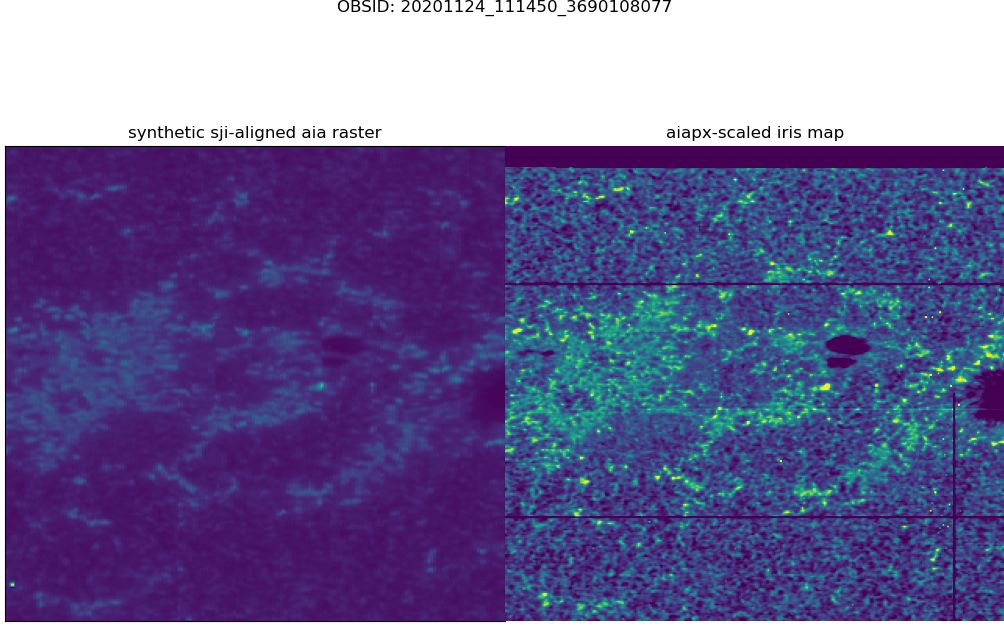 OBSID: 20201124_111450_3690108077
synthetic sji-aligned aia raster
aiapx-scaled iris map